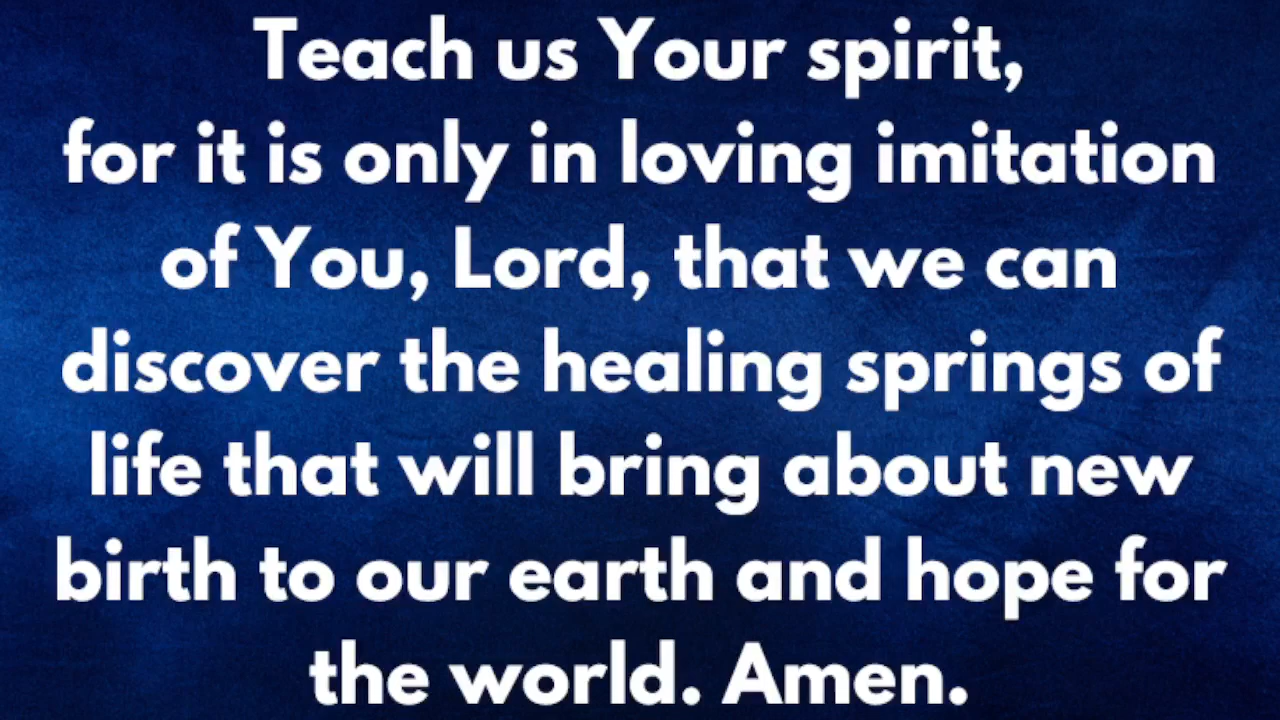 Teach us Your spirit,
for it is only in loving imitation
of You, Lord, that we can
discover the healing springs of
life that will bring about new
birth to our earth and hope for
the world. Amen.